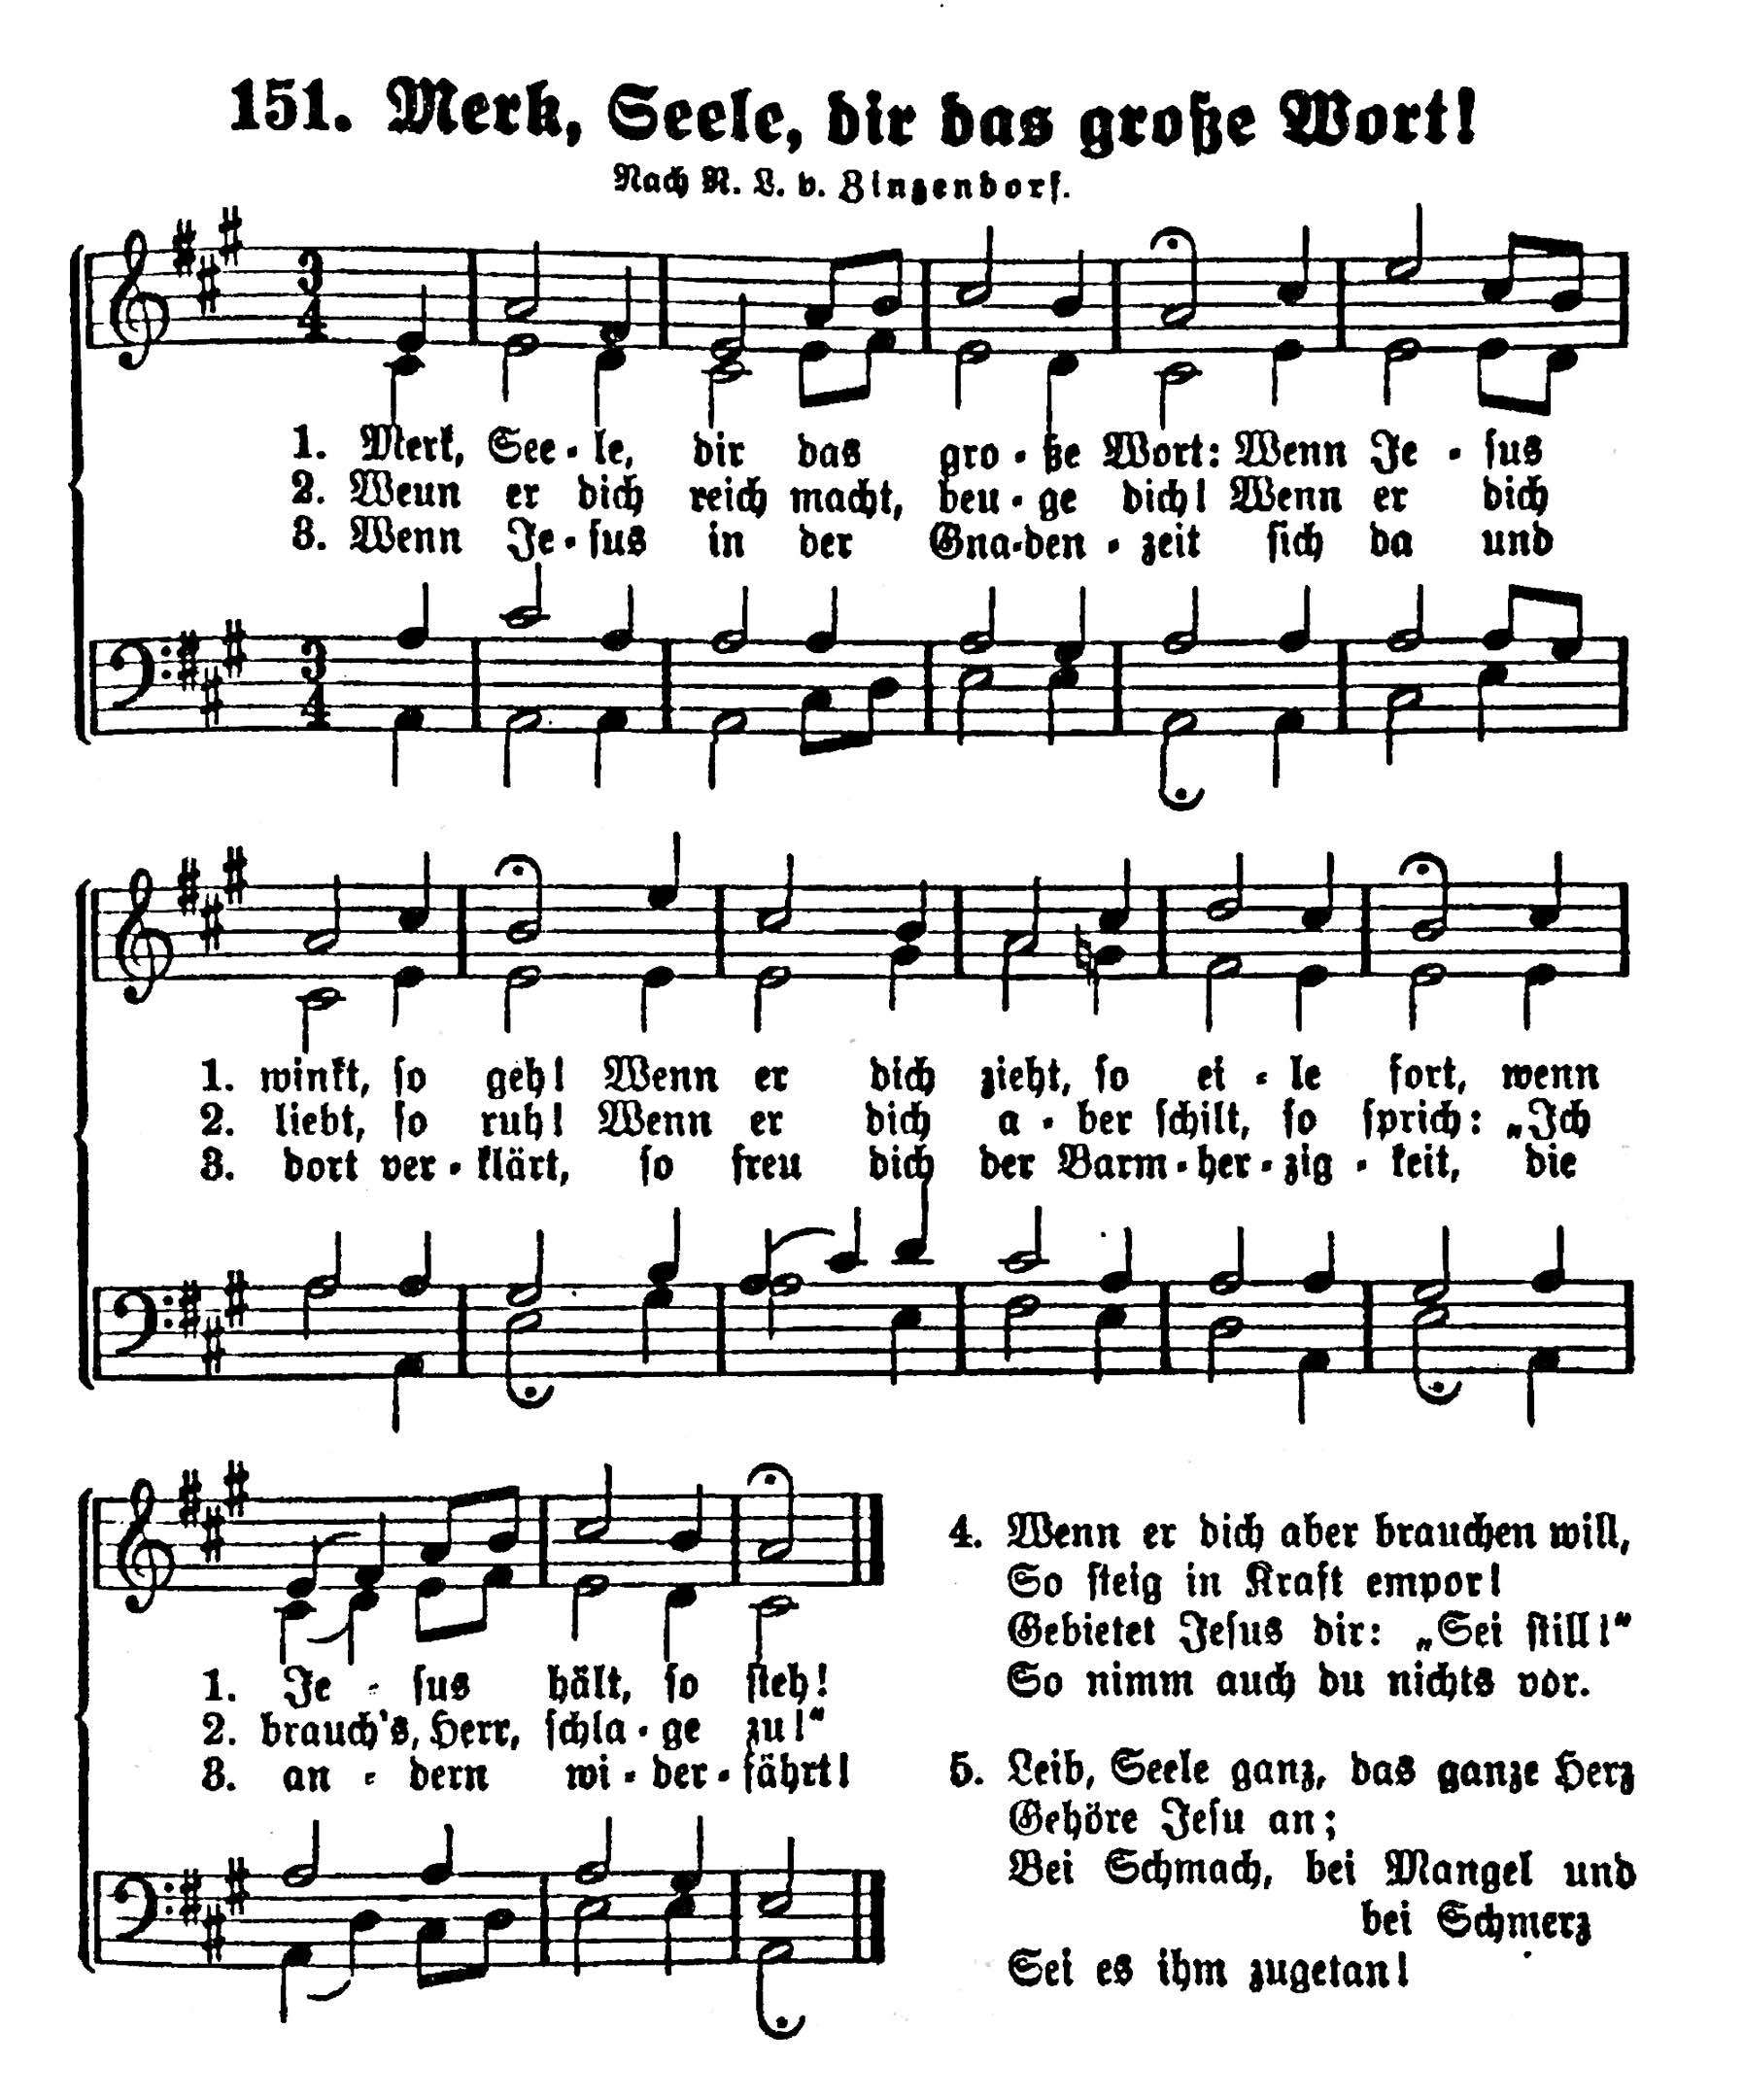 151. Merk, Seele, dir das große Wort!
Nach N. L. v. Zinzendorf.
3 4
1. Merk, See-le, dir das gro-ße Wort: Wenn Je-sus
2. Weun er dich reich macht, beu-ge dich! Wenn er dich
3. Wenn Je-sus in der Gna-den-zeit sich da und
3 4
1. winkt, so geh! Wenn er dich zieht, so ei-le fort, wenn
2. liebt, so ruh! Wenn er dich a-ber schilt, so sprich: „Ich
3. dort ver-klärt, so freu dich der Barm-her-zig-keit, die
1. Je-sus hält, so steh!
2. brauch's, Herr, schla-ge zu!“
3. an-dern wi-der-fährt!
4. Wenn er dich aber brauchen will,
So steig in Kraft empor!
Gebietet Jesus dir: „Sei still!“
So nimm auch du nichts vor.
5. Leib, Seele ganz, das ganze Herz
Gehöre Jesu an;
Bei Schmach, bei Mangel und
bei Schmerz
Sei es ihm zugetan!